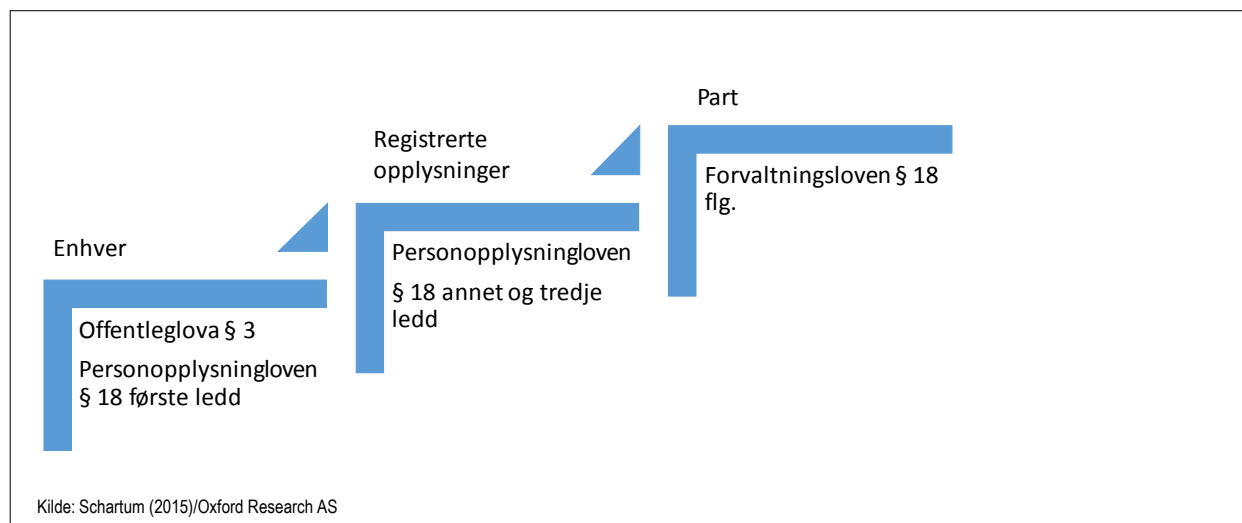 Enhver
Offentleglova § 3
Personopplysningloven
§ 18 første ledd
Registrerte
opplysninger
Personopplysningloven
§ 18 annet og tredje
ledd
Part
Forvaltningsloven § 18
flg.
Kilde: Schartum (2015)/Oxford Research AS